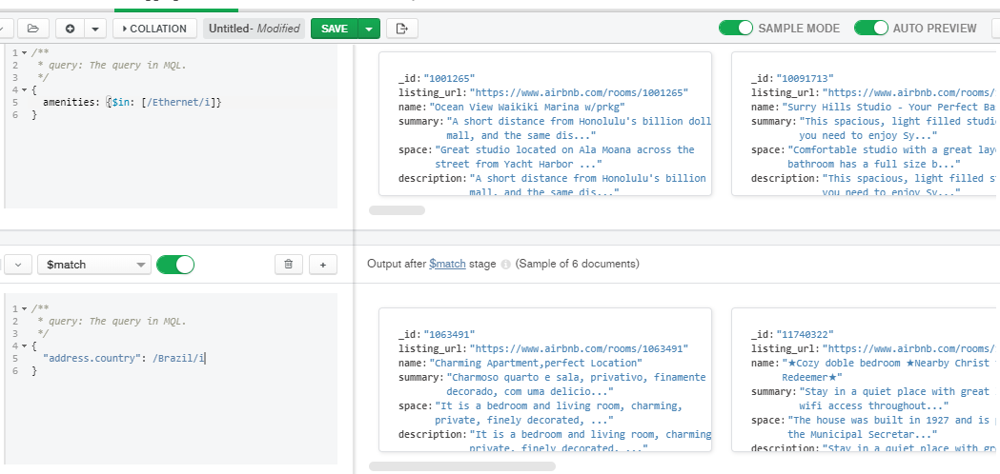 COLLATION
Untitled- Modified
SAVE
SAMPLE MODE
AUTO PREVIEW
1 /**
2 * query: The query in MQL.
3 */
4 {
5 amenities: {$in: [/Ethernet/i]}
6 }
_id: "1001265"
listing_url: "https://www.airbnb.com/rooms/1001265"
name: "Ocean View Waikiki Marina w/prkg"
summary: "A short distance from Honolulu's billion doll
mall, and the same dis..."
space: "Great studio located on Ala Moana across the
street from Yacht Harbor ..."
description: "A short distance from Honolulu's billion
mall, and the same dis..."
_id: "10091713"
listing_url: "https://www.airbnb.com/rooms/
name: "Surry Hills Studio - Your Perfect Ba
summary: "This spacious, light filled studi
you need to enjoy Sy..."
space: "Comfortable studio with a great lay
bathroom has a full size b..."
description: "This spacious, light filled s
you need to enjoy Sy..."
$match
Output after $match stage (Sample of 6 documents)
1 /**
2 * query: The query in MQL.
3 */
4 {
5 "address.country": /Brazil/i
6 }
_id: "1063491"
listing_url: "https://www.airbnb.com/rooms/1063491"
name: "Charming Apartment,perfect Location"
summary: "Charmoso quarto e sala, privativo, finamente
decorado, com uma delicio..."
space: "It is a bedroom and living room, charming,
private, finely decorated, ..."
description: "It is a bedroom and living room, charming
private, finely decorated, ..."
_id: "11740322"
listing_url: "https://www.airbnb.com/rooms/
name: "★Cozy doble bedroom ★Nearby Christ
Redeemer★"
summary: "Stay in a quiet place with great
wifi access throughout..."
space: "The house was built in 1927 and is
the Municipal Secretar..."
description: "Stay in a quiet place with gr